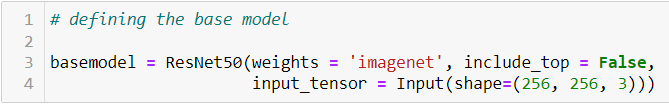 1 # defining the base model
2
3 basemodel = ResNet50(weights = 'imagenet', include_top = False,
4 input_tensor = Input(shape=(256, 256, 3)))